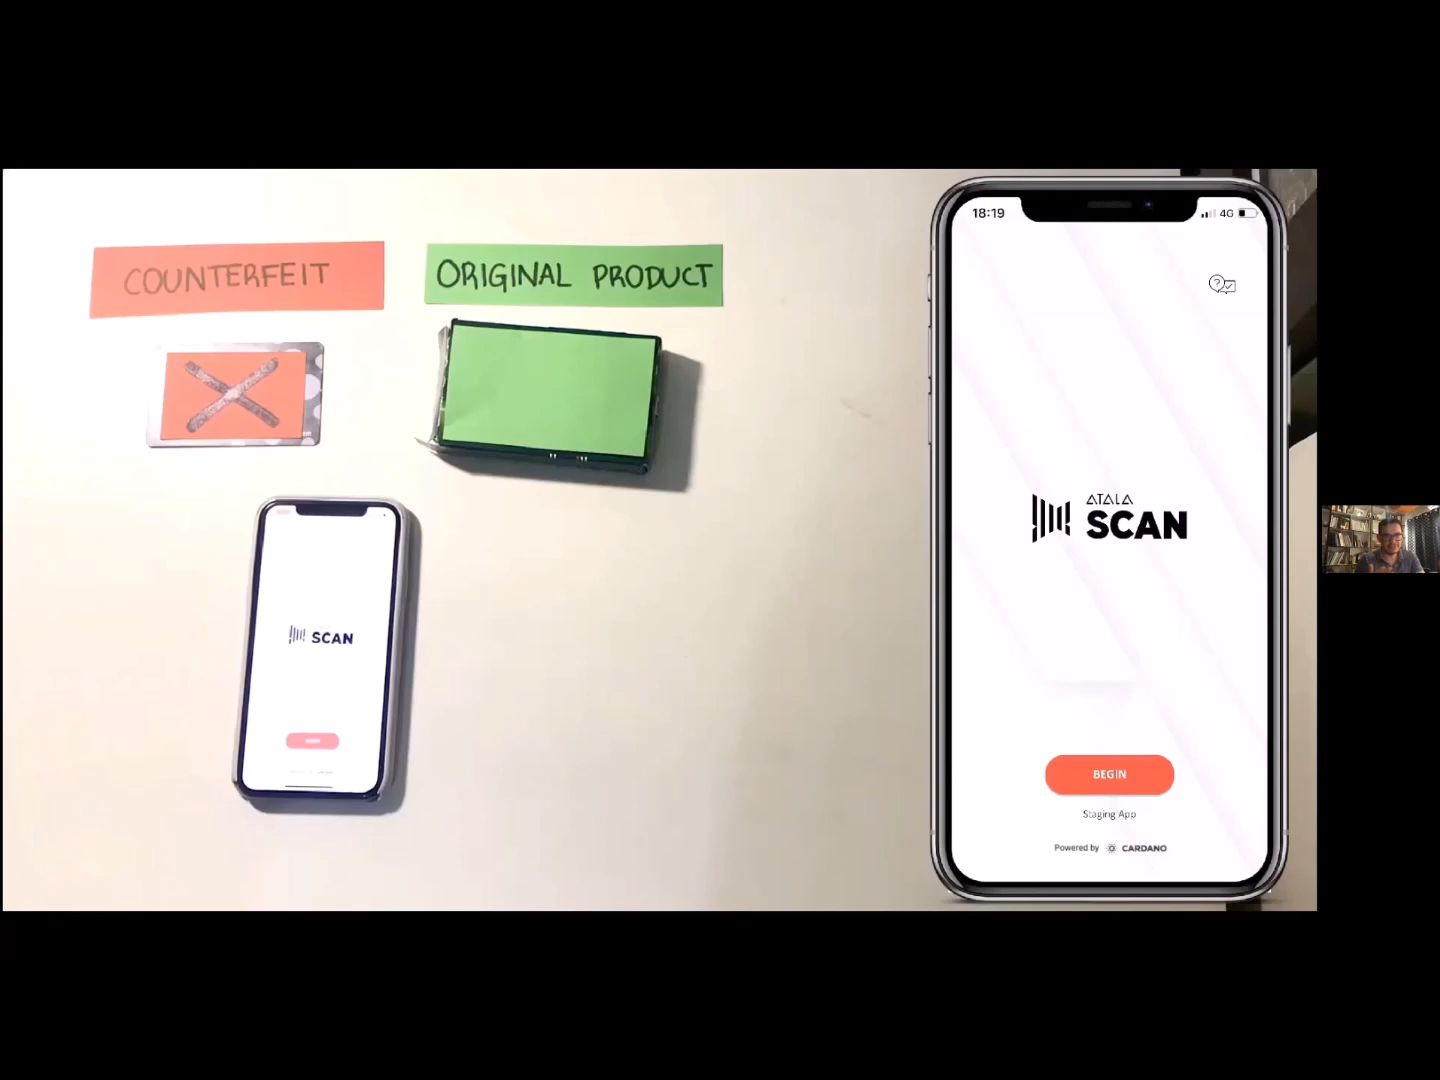 COUNTERFEIT
ORIGINAL PRODUCT
SCAN
18:19
4G
ATALA
SCAN
BEGIN
Staging App
Powered by CARDANO